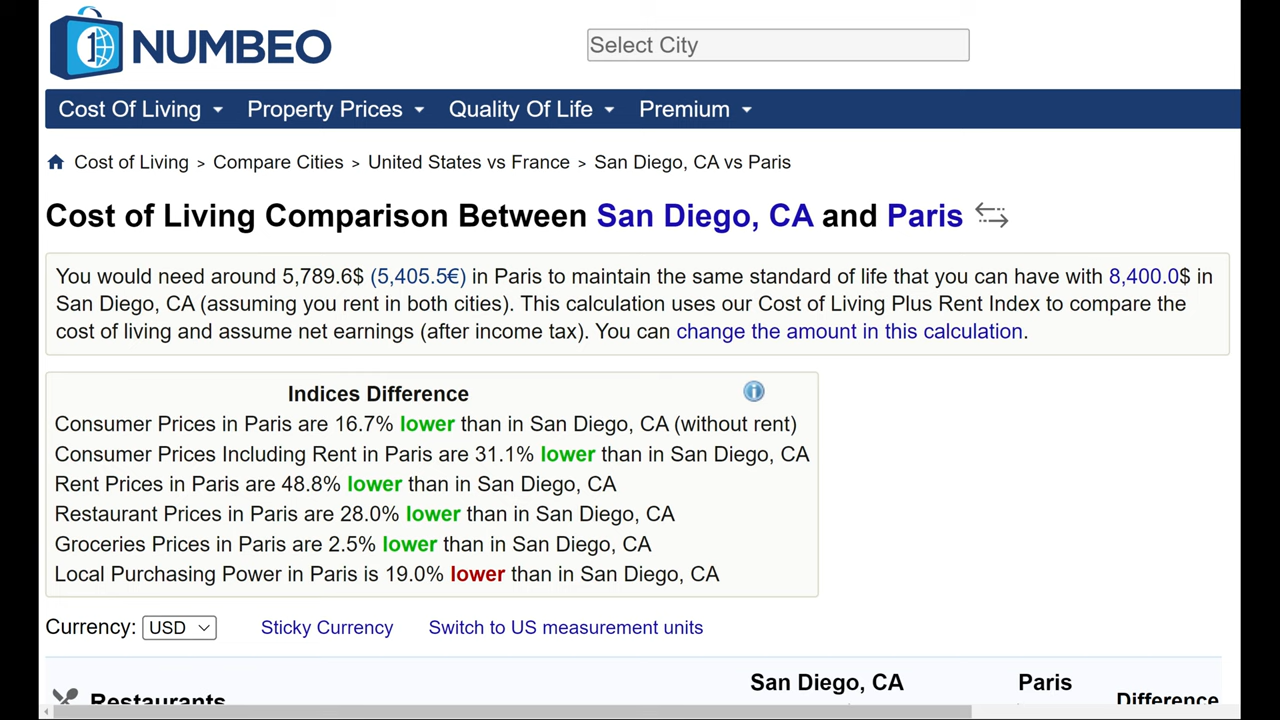 NUMBEO
Select City
Cost Of Living Property Prices Quality Of Life Premium
Cost of Living > Compare Cities > United States vs France > San Diego, CA vs Paris
Cost of Living Comparison Between San Diego, CA and Paris
You would need around 5,789.6$ (5,405.5€) in Paris to maintain the same standard of life that you can have with 8,400.0$ in
San Diego, CA (assuming you rent in both cities). This calculation uses our Cost of Living Plus Rent Index to compare the
cost of living and assume net earnings (after income tax). You can change the amount in this calculation.
Indices Difference
Consumer Prices in Paris are 16.7% lower than in San Diego, CA (without rent)
Consumer Prices Including Rent in Paris are 31.1% lower than in San Diego, CA
Rent Prices in Paris are 48.8% lower than in San Diego, CA
Restaurant Prices in Paris are 28.0% lower than in San Diego, CA
Groceries Prices in Paris are 2.5% lower than in San Diego, CA
Local Purchasing Power in Paris is 19.0% lower than in San Diego, CA
Currency: USD Sticky Currency Switch to US measurement units
Restaurants San Diego, CA Paris Difference